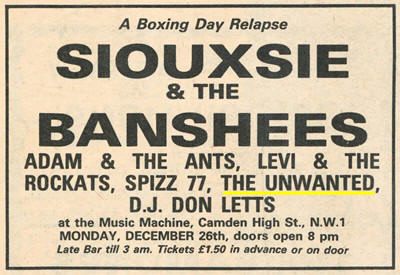 A Boxing Day Relapse
SIOUXSIE
& THE
BANSHEES
ADAM & THE ANTS, LEVI & THE
ROCKATS, SPIZZ 77, THE UNWANTED,
D.J. DON LETTS
at the Music Machine, Camden High St., N.W.1
MONDAY, DECEMBER 26th, doors open 8 pm
Late Bar till 3 am. Tickets £1.50 in advance or on door